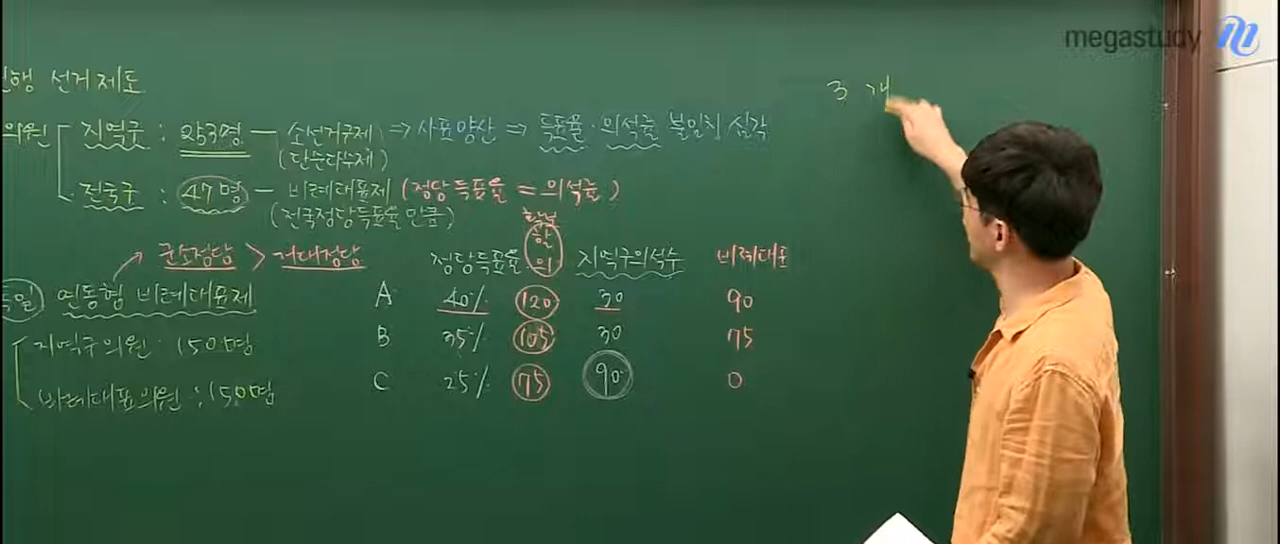 megastudy
현행 선거제도
3 개
의원 지역구 : 253명 — 소선거구제 ⇒ 사표양산 ⇒ 득표율·의석률 불일치 심각
(단순다수제)
전국구 : 47명 — 비례대표제 (정당득표율 = 의석률)
(전국정당득표율만큼)
군소정당 > 거대정당
정당득표율 할 의 지역구의석수 비례대표
독일 연동형 비례대표제
A 40% 120 30 90
지역구의원 : 150명
B 35% 105 30 75
비례대표의원 : 150명
C 25% 75 90 0